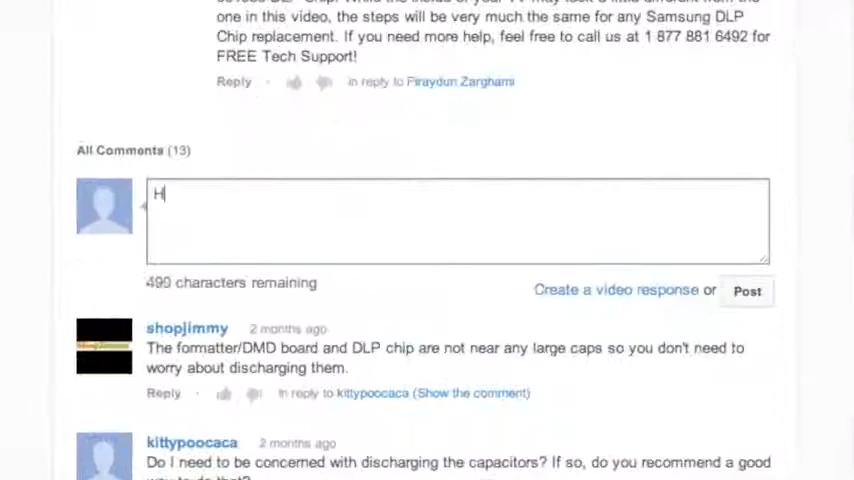 one in this video, the steps will be very much the same for any Samsung DLP
Chip replacement. If you need more help, feel free to call us at 1 877 881 6492 for
FREE Tech Support!
Reply · in reply to Firaydun Zarghami
All Comments (13)
H
499 characters remaining
Create a video response or Post
shopjimmy 2 months ago
The formatter/DMD board and DLP chip are not near any large caps so you don't need to
worry about discharging them.
Reply · in reply to kittypoocaca (Show the comment)
kittypoocaca 2 months ago
Do I need to be concerned with discharging the capacitors? If so, do you recommend a good